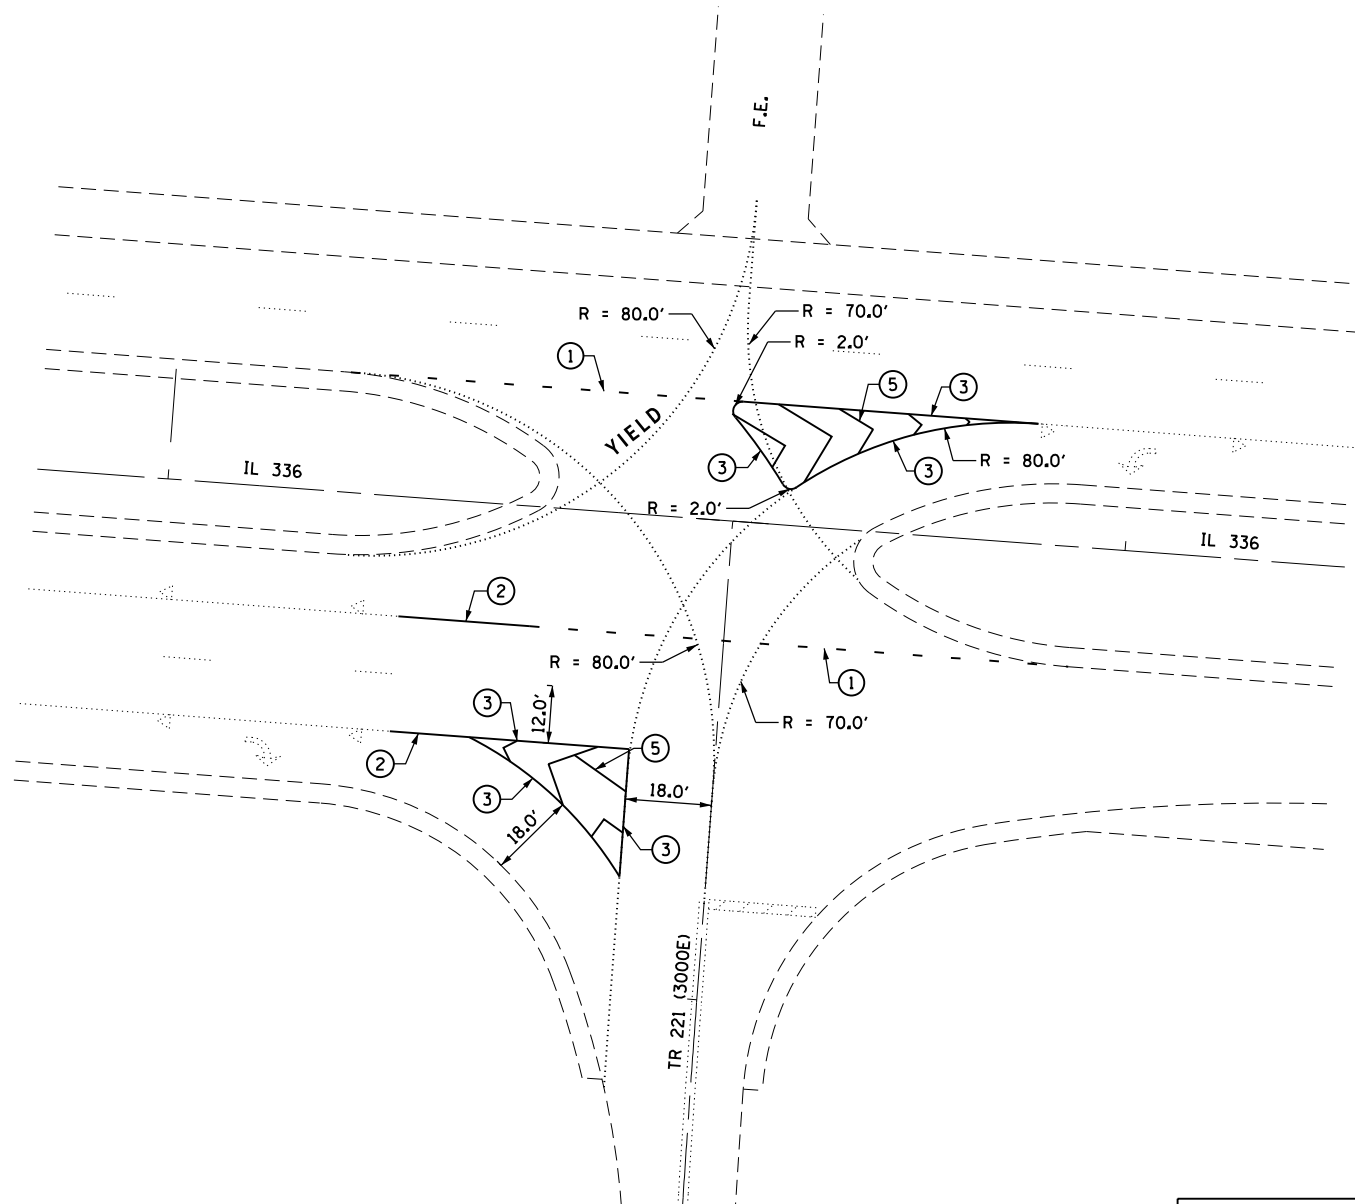 F.E.
R = 80.0'
R = 70.0'
R = 2.0'
1
5
3
YIELD
3
3
R = 80.0'
IL 336
R = 2.0'
IL 336
2
R = 80.0'
1
3
12.0'
R = 70.0'
5
2
3
18.0'
18.0'
3
TR 221 (3000E)